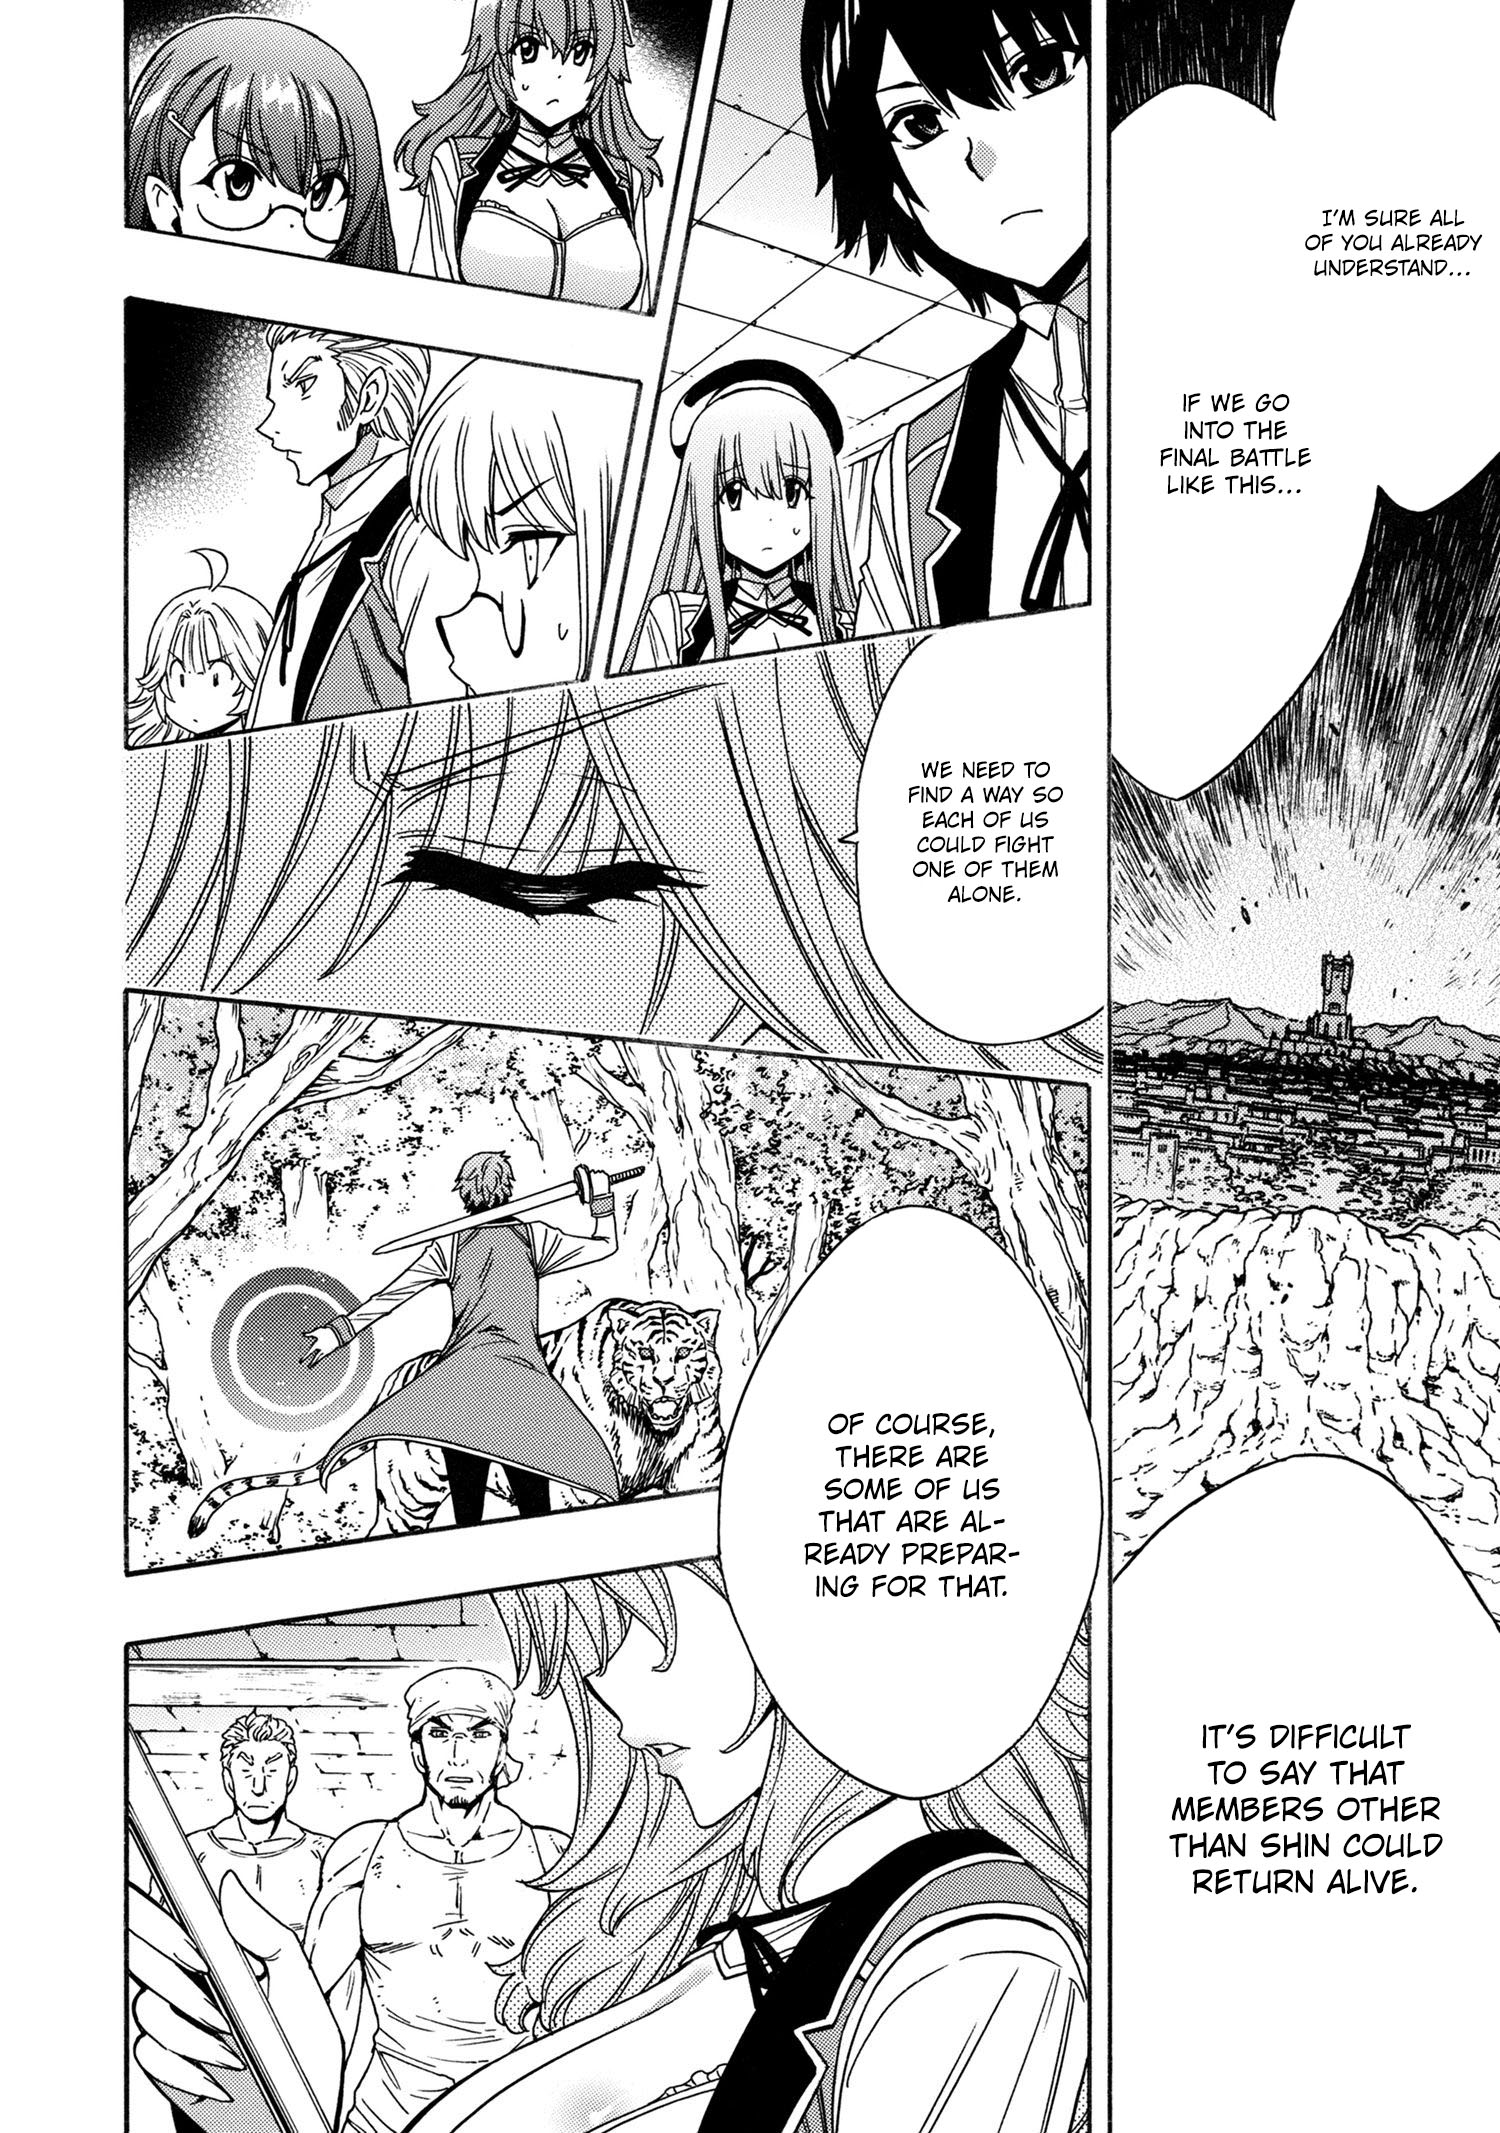 I'M SURE ALL
OF YOU ALREADY
UNDERSTAND...
IF WE GO
INTO THE
FINAL BATTLE
LIKE THIS...
IT'S DIFFICULT
TO SAY THAT
MEMBERS OTHER
THAN SHIN COULD
RETURN ALIVE.
WE NEED TO
FIND A WAY SO
EACH OF US
COULD FIGHT
ONE OF THEM
ALONE.
OF COURSE,
THERE ARE
SOME OF US
THAT ARE AL-
READY PREPAR-
ING FOR THAT.